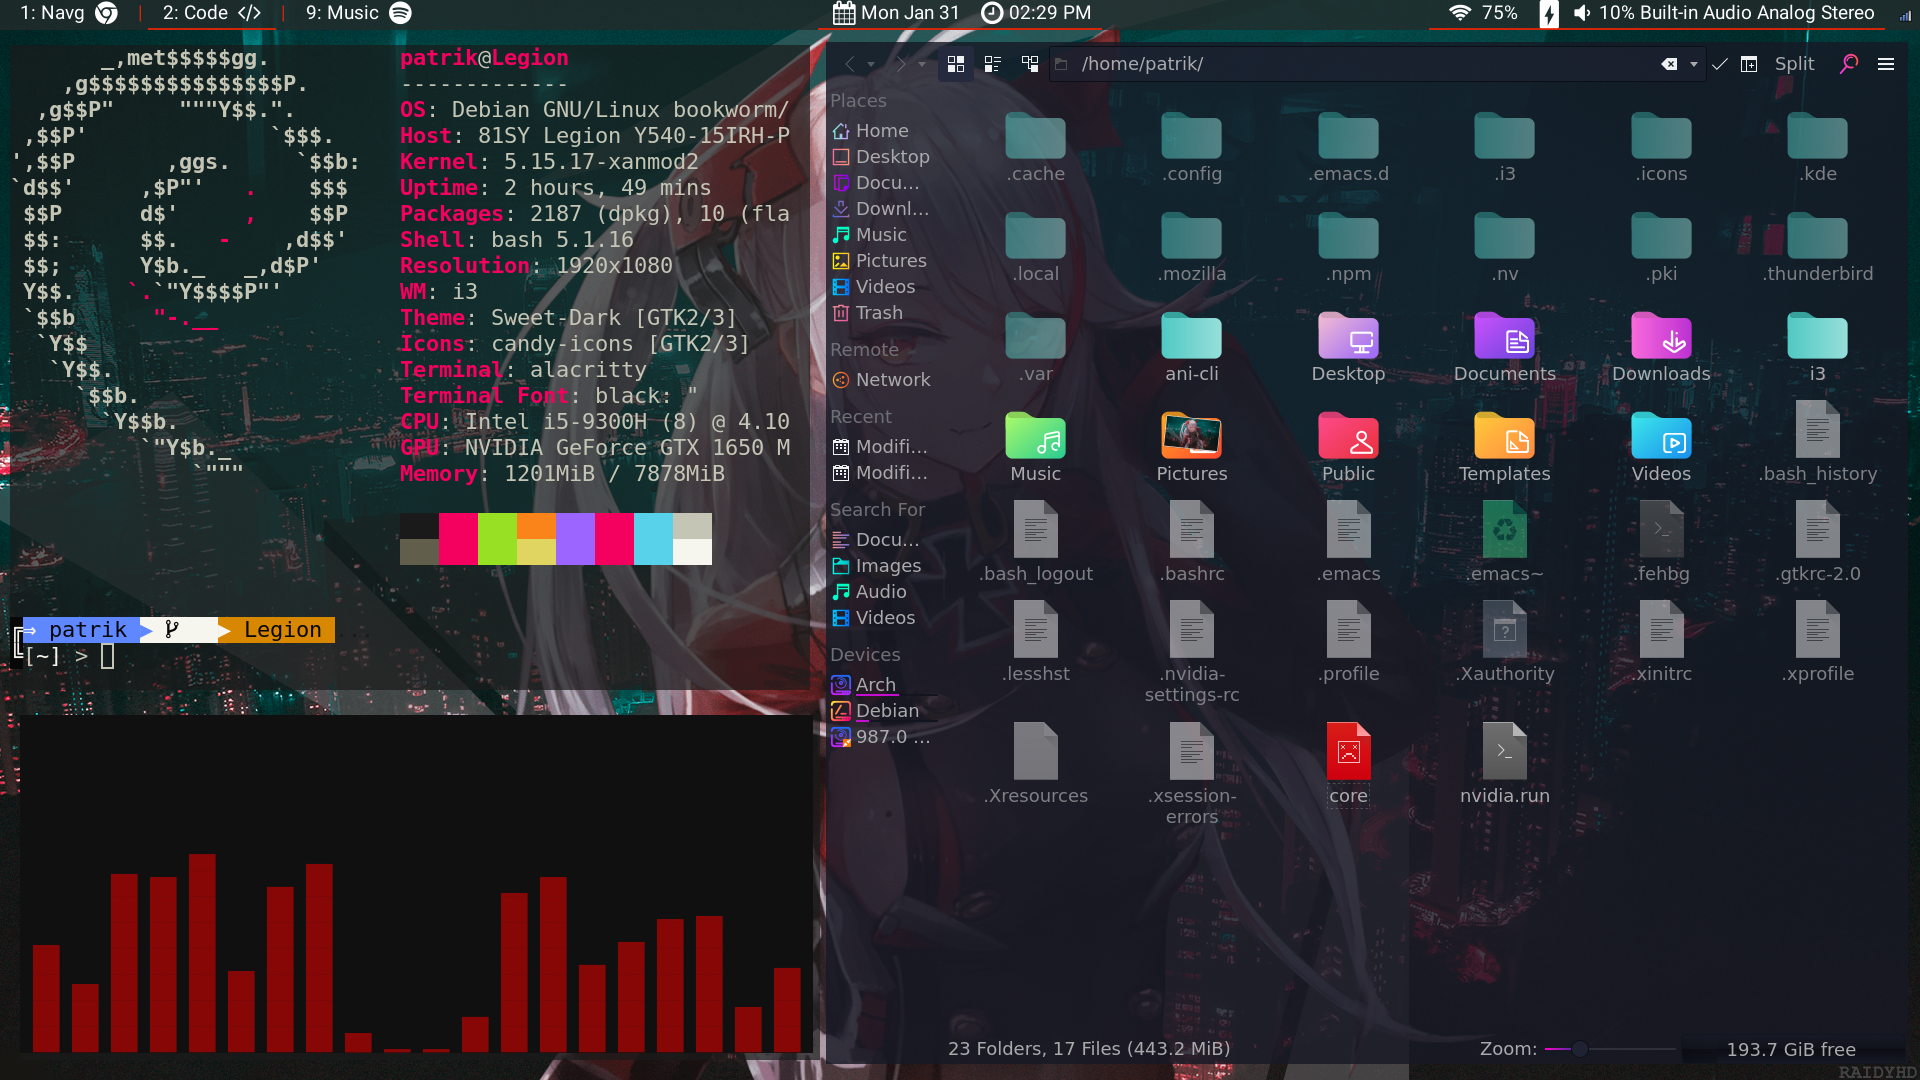 1: Navg
2: Code </>
9: Music
Mon Jan 31
02:29 PM
75%
10% Built-in Audio Analog Stereo
_,met$$$$$gg.
,g$$$$$$$$$$$$$$$P.
,g$$P"     """Y$$.".
,$$P'              `$$$.
',$$P       ,ggs.     `$$b:
`d$$'     ,$P"'   .    $$$
$$P      d$'     ,    $$P
$$:      $$.   -    ,d$$'
$$;      Y$b._   _,d$P'
Y$$.    `.`"Y$$$$P"'
`$$b      "-.__
`Y$$
`Y$$.
`$$b.
`Y$$b.
`"Y$b._
`"""
patrik@Legion
-------------
OS: Debian GNU/Linux bookworm/
Host: 81SY Legion Y540-15IRH-P
Kernel: 5.15.17-xanmod2
Uptime: 2 hours, 49 mins
Packages: 2187 (dpkg), 10 (fla
Shell: bash 5.1.16
Resolution: 1920x1080
WM: i3
Theme: Sweet-Dark [GTK2/3]
Icons: candy-icons [GTK2/3]
Terminal: alacritty
Terminal Font: black: "
CPU: Intel i5-9300H (8) @ 4.10
GPU: NVIDIA GeForce GTX 1650 M
Memory: 1201MiB / 7878MiB
⇒ patrik Legion ...
[~] >
/home/patrik/
Split
Places
Home
Desktop
Docu...
Downl...
Music
Pictures
Videos
Trash
Remote
Network
Recent
Modifi...
Modifi...
Search For
Docu...
Images
Audio
Videos
Devices
Arch
Debian
987.0 ...
.cache
.config
.emacs.d
.i3
.icons
.kde
.local
.mozilla
.npm
.nv
.pki
.thunderbird
.var
ani-cli
Desktop
Documents
Downloads
i3
Music
Pictures
Public
Templates
Videos
.bash_history
.bash_logout
.bashrc
.emacs
.emacs~
.fehbg
.gtkrc-2.0
.lesshst
.nvidia-
settings-rc
.profile
.Xauthority
.xinitrc
.xprofile
.Xresources
.xsession-
errors
core
nvidia.run
23 Folders, 17 Files (443.2 MiB)
Zoom:
193.7 GiB free
RAIDYHD